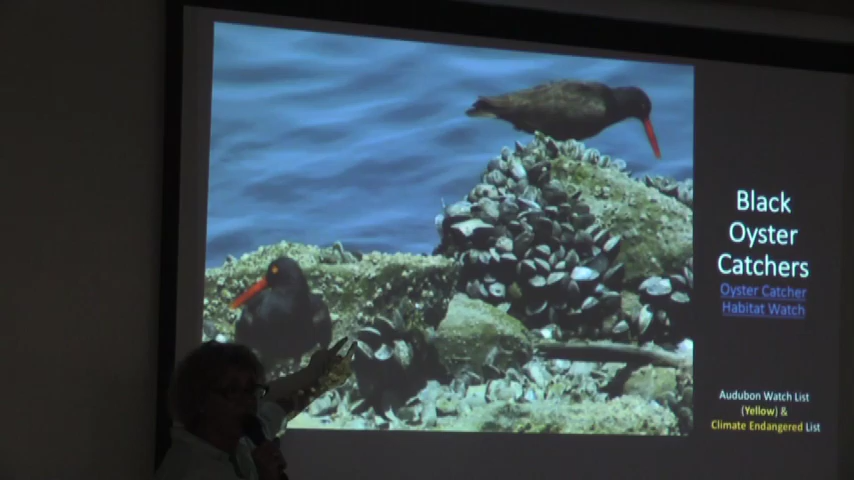 Black
Oyster
Catchers
Oyster Catcher
Habitat Watch
Audubon Watch List
(Yellow) &
Climate Endangered List